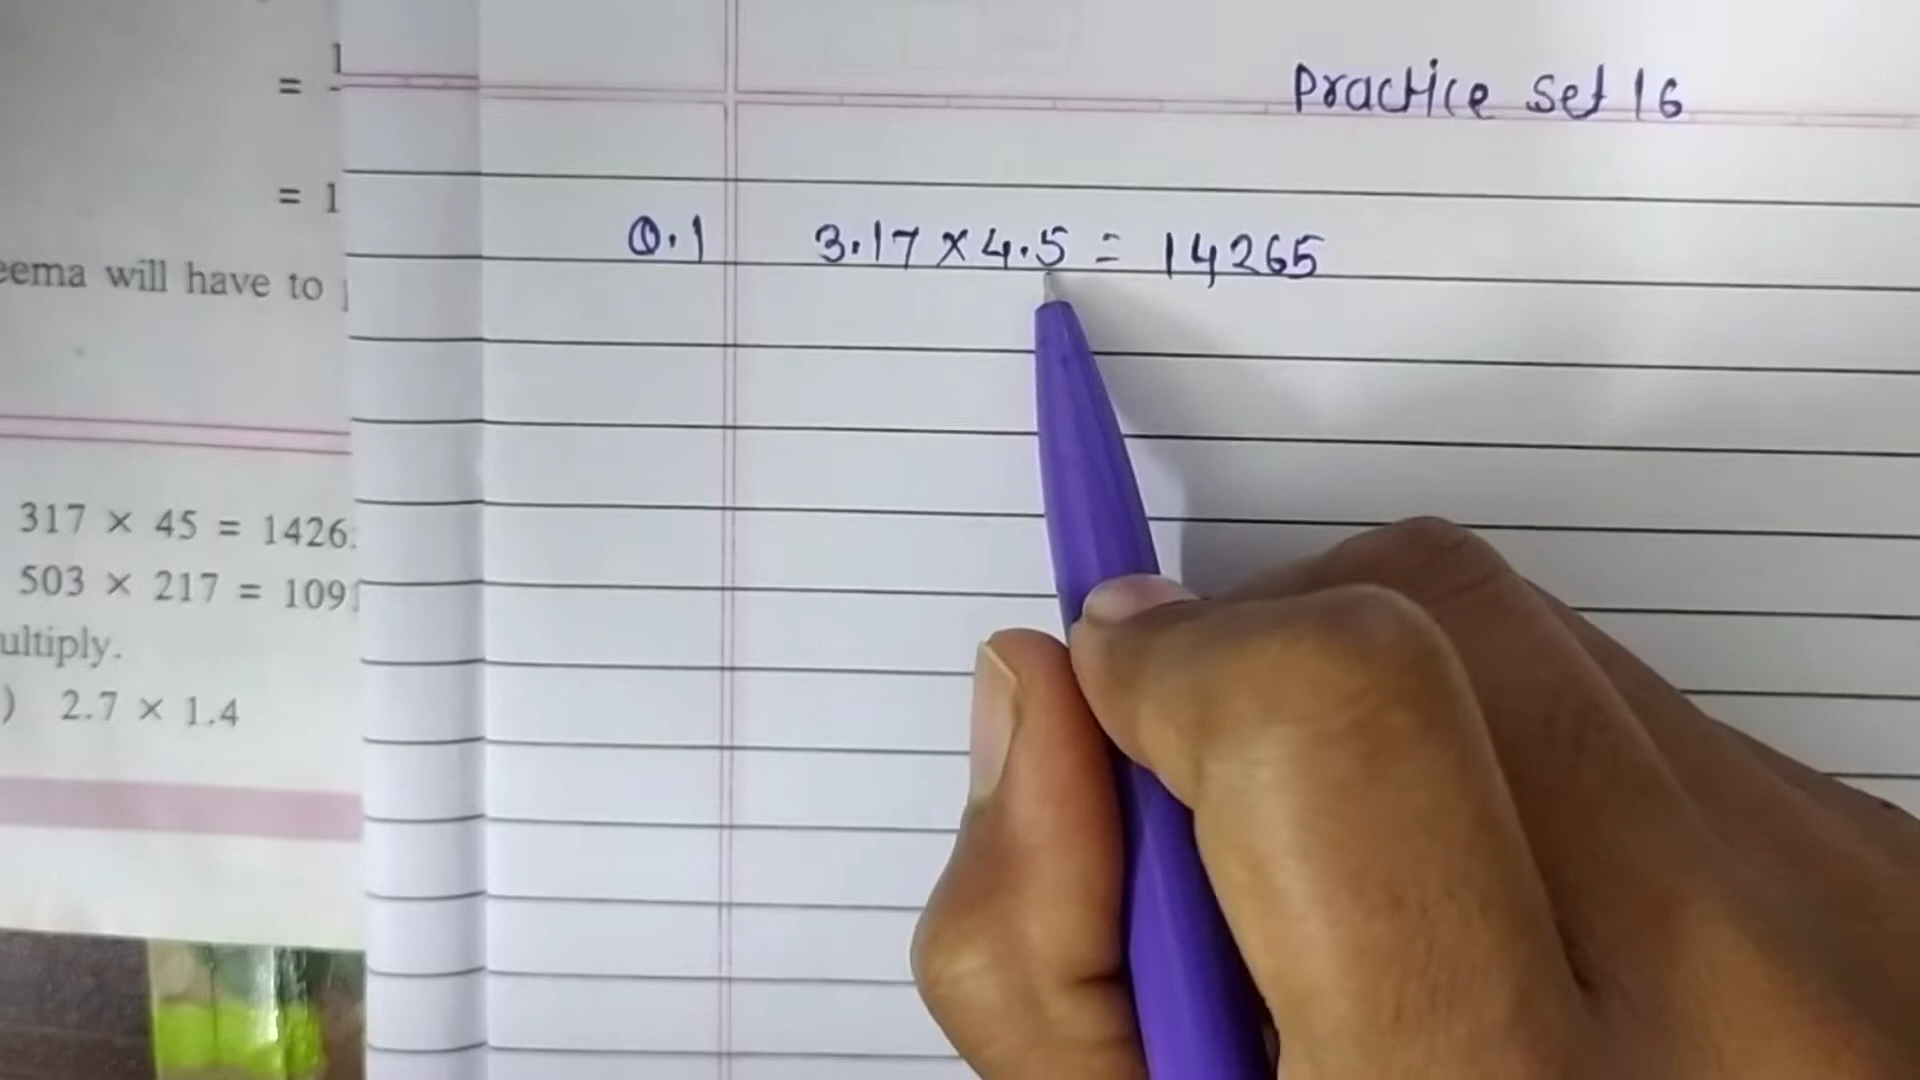 = 1
= 1
eema will have to
317 × 45 = 1426
503 × 217 = 109
ultiply.
) 2.7 × 1.4
Practice Set 16
Q.1 3.17 × 4.5 = 14265